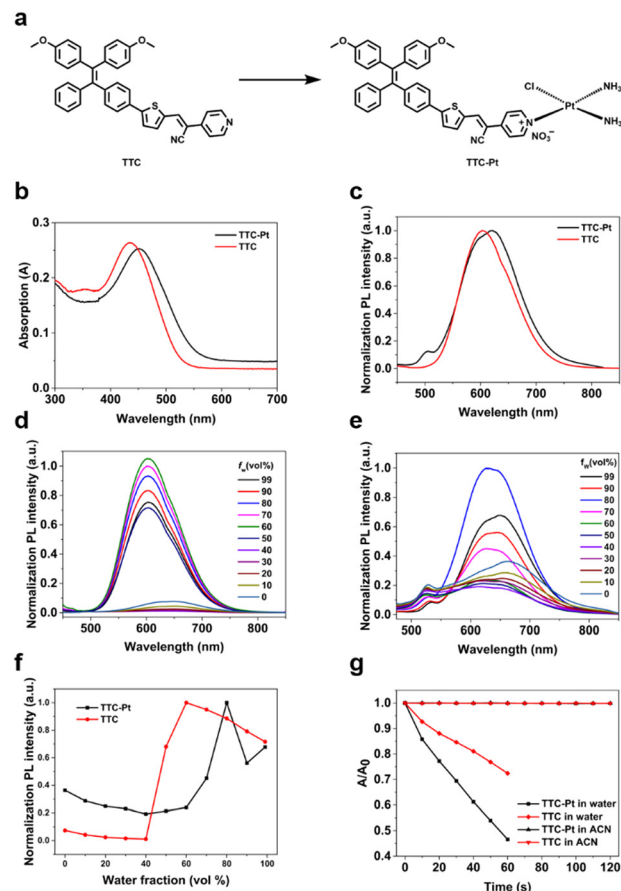 a
O
O
O
O
Cl
NH3
Pt
NH3
S
N
NC
S
N+
NC
NO3−
TTC
TTC-Pt
b
c
TTC-Pt
TTC
Absorption (A)
0.3
0.2
0.1
0.0
300 400 500 600 700
Wavelength (nm)
TTC-Pt
TTC
Normalization PL intensity (a.u.)
1.0
0.8
0.6
0.4
0.2
0.0
500 600 700 800
Wavelength (nm)
d
e
fw(vol%)
99
90
80
70
60
50
40
30
20
10
0
Normalization PL intensity (a.u.)
1.0
0.8
0.6
0.4
0.2
0.0
500 600 700 800
Wavelength (nm)
fW(vol%)
99
90
80
70
60
50
40
30
20
10
0
Normalization PL intensity (a.u.)
1.0
0.8
0.6
0.4
0.2
0.0
500 600 700 800
Wavelength (nm)
f
g
TTC-Pt
TTC
Normalization PL intensity (a.u.)
1.0
0.8
0.6
0.4
0.2
0.0
0 20 40 60 80 100
Water fraction (vol %)
A/A0
1.0
0.9
0.8
0.7
0.6
0.5
0.4
TTC-Pt in water
TTC in water
TTC-Pt in ACN
TTC in ACN
0 20 40 60 80 100 120
Time (s)